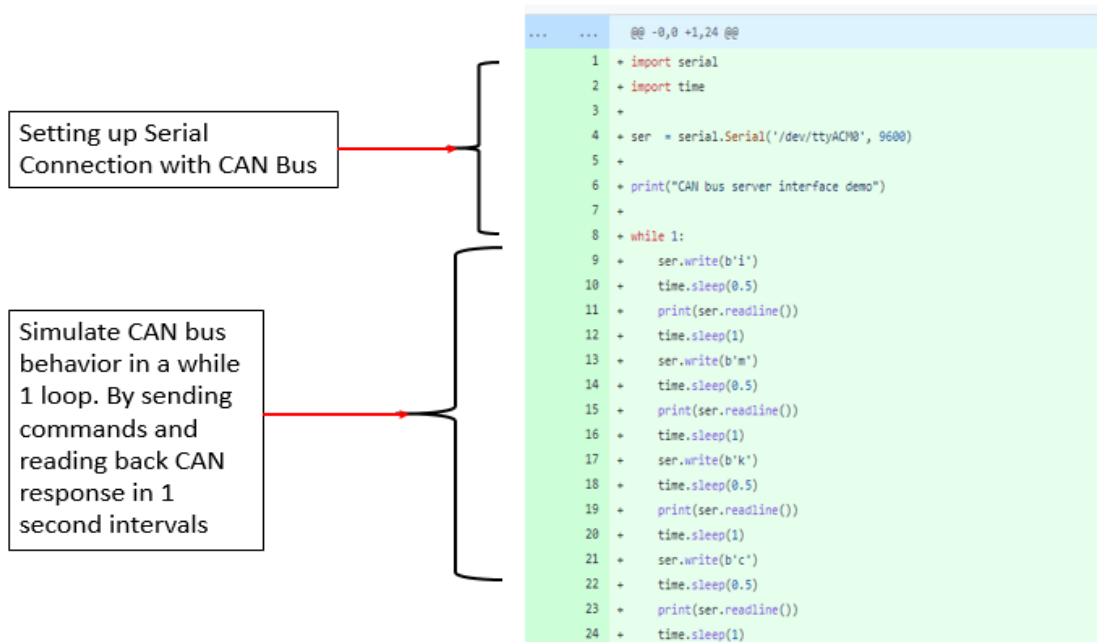 Setting up Serial
Connection with CAN Bus
Simulate CAN bus
behavior in a while
1 loop. By sending
commands and
reading back CAN
response in 1
second intervals
... ... @@ -0,0 +1,24 @@
1 + import serial
2 + import time
3 +
4 + ser  = serial.Serial('/dev/ttyACM0', 9600)
5 +
6 + print("CAN bus server interface demo")
7 +
8 + while 1:
9 +     ser.write(b'i')
10 +     time.sleep(0.5)
11 +     print(ser.readline())
12 +     time.sleep(1)
13 +     ser.write(b'm')
14 +     time.sleep(0.5)
15 +     print(ser.readline())
16 +     time.sleep(1)
17 +     ser.write(b'k')
18 +     time.sleep(0.5)
19 +     print(ser.readline())
20 +     time.sleep(1)
21 +     ser.write(b'c')
22 +     time.sleep(0.5)
23 +     print(ser.readline())
24 +     time.sleep(1)